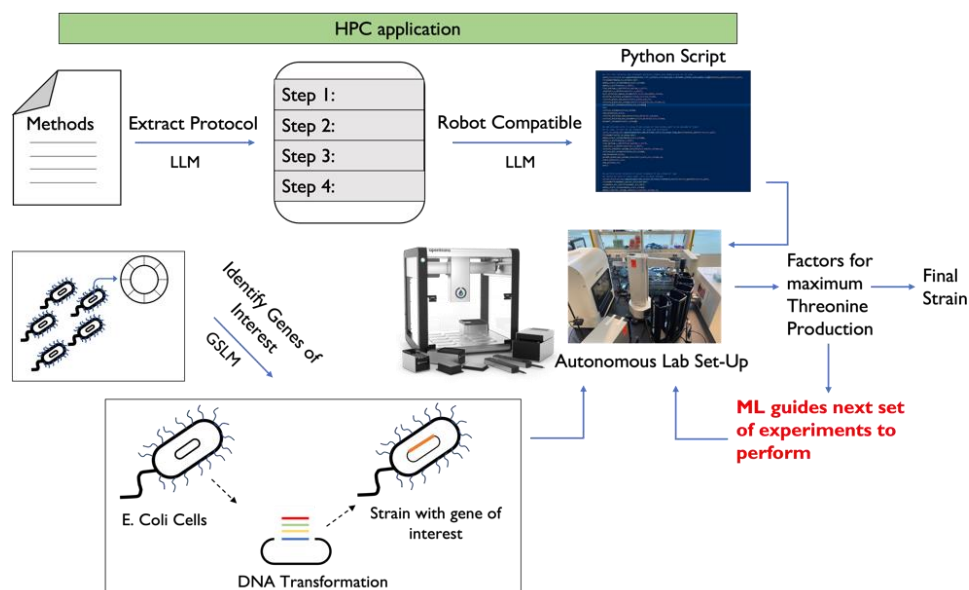 HPC application
Python Script
Methods
Extract Protocol
LLM
Step 1:
Step 2:
Step 3:
Step 4:
Robot Compatible
LLM
Identify Genes of
Interest
GSLM
Autonomous Lab Set-Up
Factors for
maximum
Threonine
Production
Final
Strain
ML guides next set
of experiments to
perform
E. Coli Cells
DNA Transformation
Strain with gene of
interest